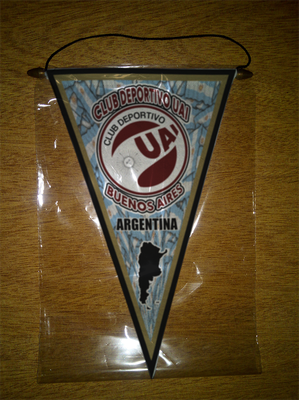 CLUB DEPORTIVO UAI
CLUB DEPORTIVO
UAI
BUENOS AIRES
ARGENTINA